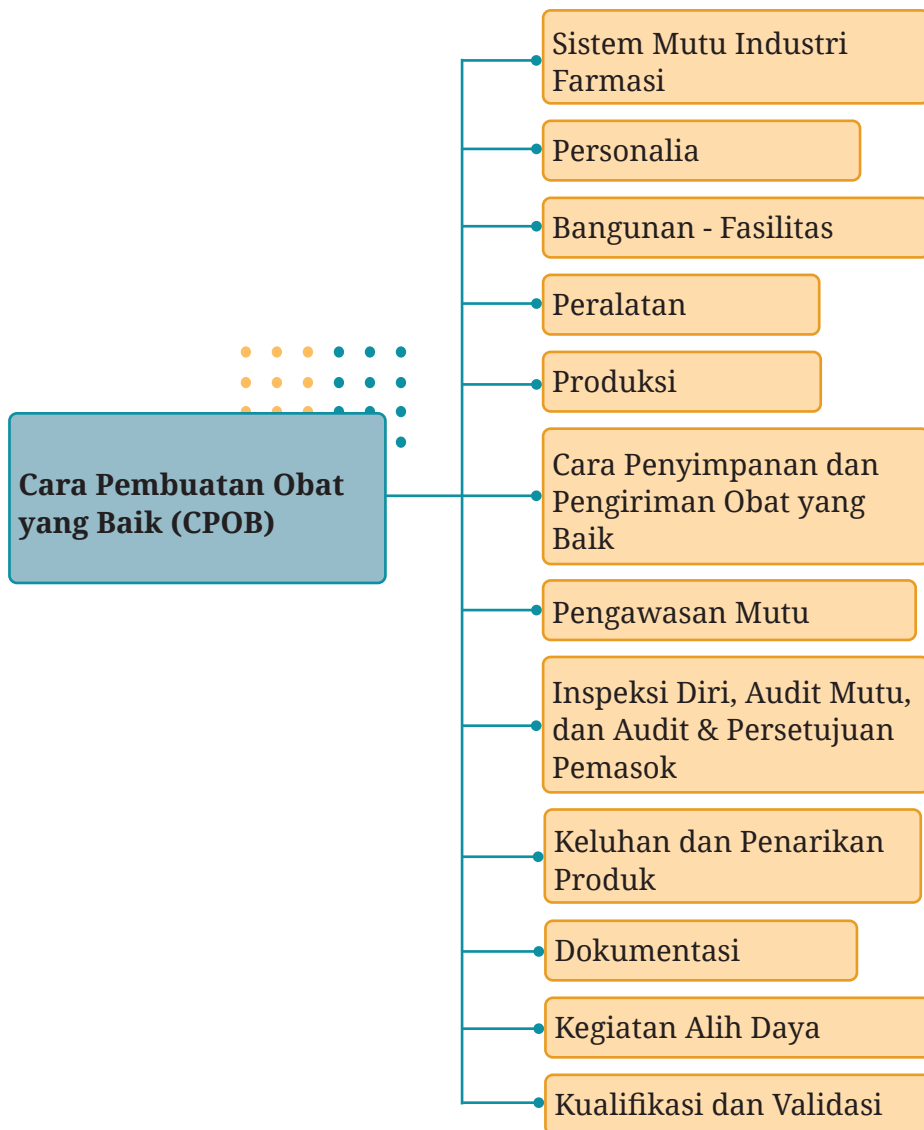 Sistem Mutu Industri
Farmasi
Personalia
Bangunan - Fasilitas
Peralatan
Produksi
Cara Pembuatan Obat
yang Baik (CPOB)
Cara Penyimpanan dan
Pengiriman Obat yang
Baik
Pengawasan Mutu
Inspeksi Diri, Audit Mutu,
dan Audit & Persetujuan
Pemasok
Keluhan dan Penarikan
Produk
Dokumentasi
Kegiatan Alih Daya
Kualifikasi dan Validasi